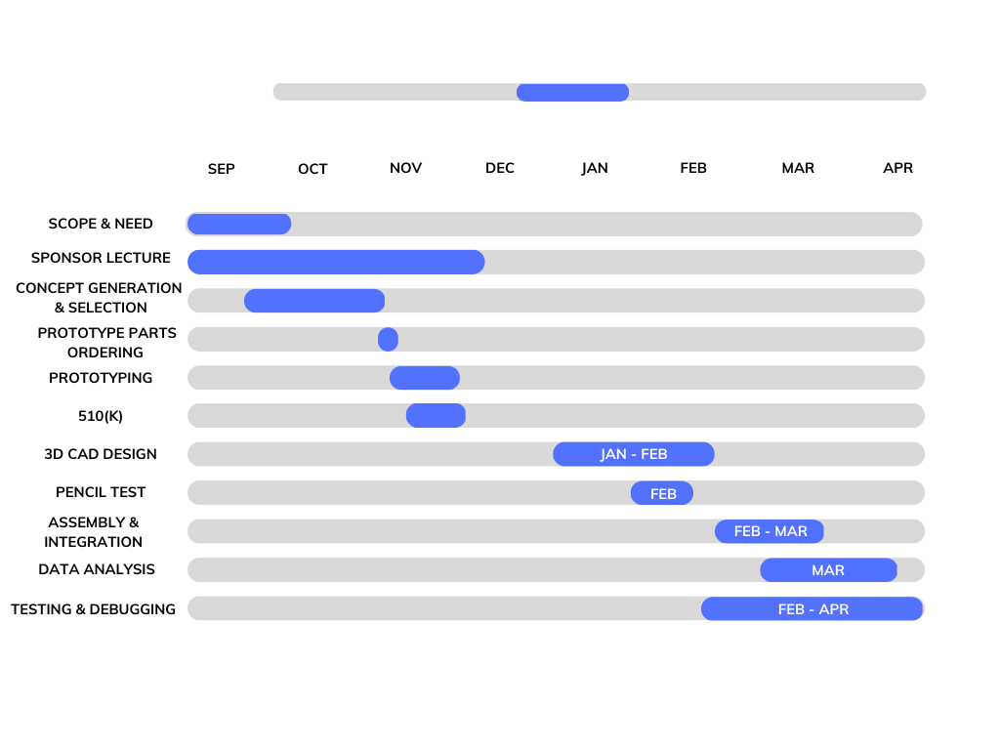 SEP OCT NOV DEC JAN FEB MAR APR
SCOPE & NEED
SPONSOR LECTURE
CONCEPT GENERATION
& SELECTION
PROTOTYPE PARTS
ORDERING
PROTOTYPING
510(K)
3D CAD DESIGN
JAN - FEB
PENCIL TEST
FEB
ASSEMBLY &
INTEGRATION
FEB - MAR
DATA ANALYSIS
MAR
TESTING & DEBUGGING
FEB - APR